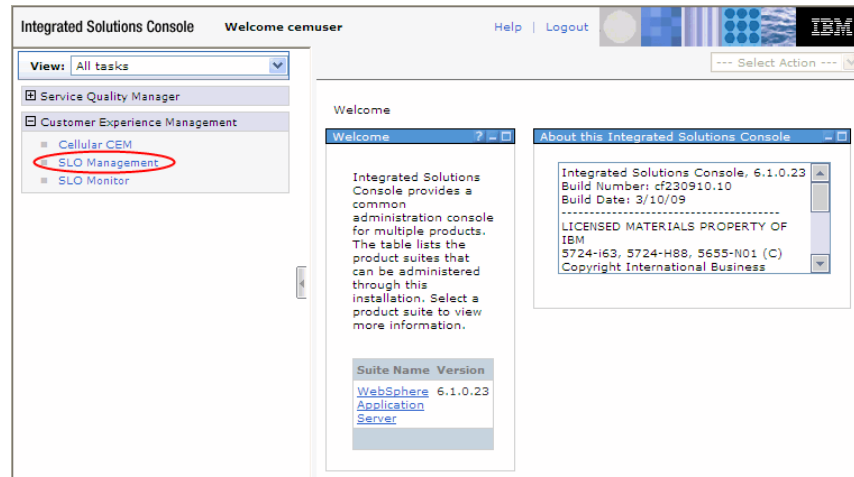 Integrated Solutions Console Welcome cemuser Help | Logout IBM
View: All tasks
--- Select Action ---
Service Quality Manager
Customer Experience Management
Cellular CEM
SLO Management
SLO Monitor
Welcome
Welcome
Integrated Solutions
Console provides a
common
administration console
for multiple products.
The table lists the
product suites that
can be administered
through this
installation. Select a
product suite to view
more information.
Suite Name Version
WebSphere 6.1.0.23
Application
Server
About this Integrated Solutions Console
Integrated Solutions Console, 6.1.0.23
Build Number: cf230910.10
Build Date: 3/10/09
----------------------------------------
LICENSED MATERIALS PROPERTY OF
IBM
5724-i63, 5724-H88, 5655-N01 (C)
Copyright International Business